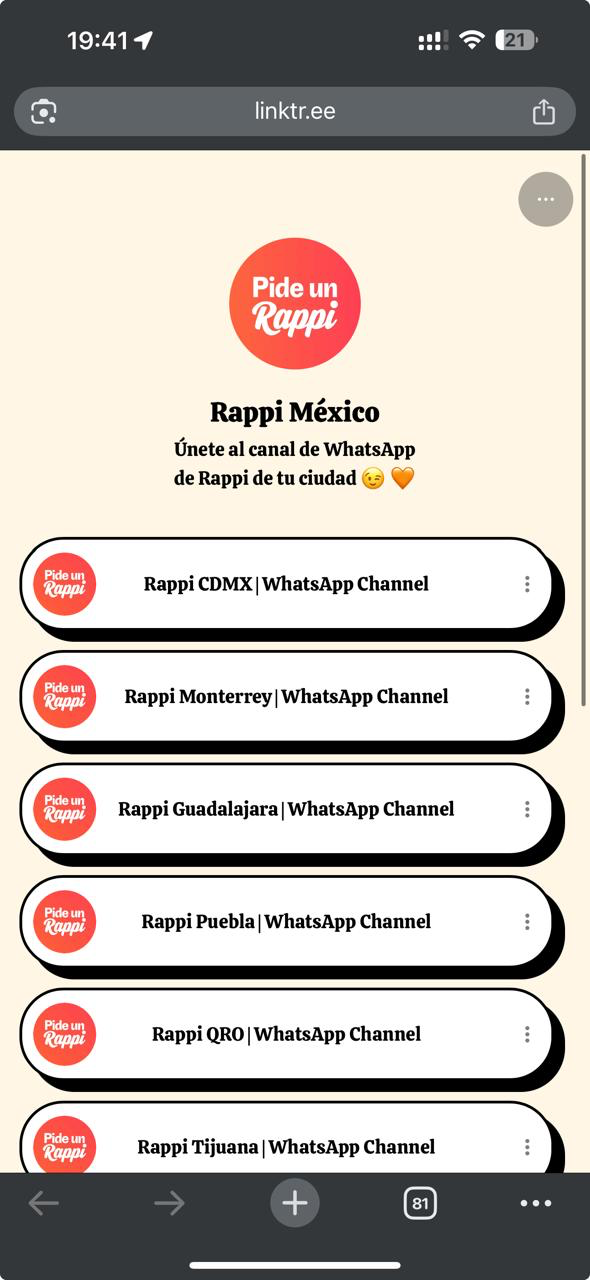 19:41
21
linktr.ee
Pide un
Rappi
Rappi México
Únete al canal de WhatsApp
de Rappi de tu ciudad 😉 🧡
Pide un
Rappi
Rappi CDMX | WhatsApp Channel
Pide un
Rappi
Rappi Monterrey | WhatsApp Channel
Pide un
Rappi
Rappi Guadalajara | WhatsApp Channel
Pide un
Rappi
Rappi Puebla | WhatsApp Channel
Pide un
Rappi
Rappi QRO | WhatsApp Channel
Pide un
Rappi
Rappi Tijuana | WhatsApp Channel
81